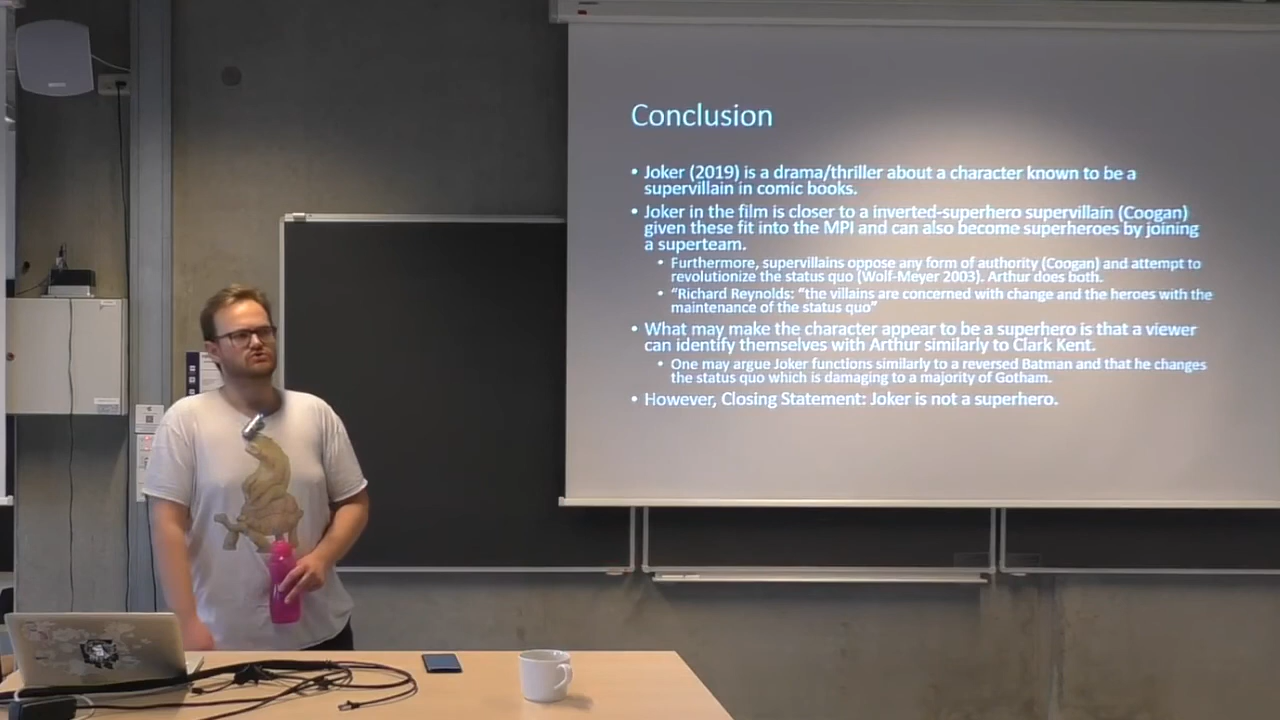 Conclusion
• Joker (2019) is a drama/thriller about a character known to be a
supervillain in comic books.
• Joker in the film is closer to a inverted-superhero supervillain (Coogan)
given these fit into the MPI and can also become superheroes by joining
a superteam.
• Furthermore, supervillains oppose any form of authority (Coogan) and attempt to
revolutionize the status quo (Wolf-Meyer 2003). Arthur does both.
• "Richard Reynolds: "the villains are concerned with change and the heroes with the
maintenance of the status quo"
• What may make the character appear to be a superhero is that a viewer
can identify themselves with Arthur similarly to Clark Kent.
• One may argue Joker functions similarly to a reversed Batman and that he changes
the status quo which is damaging to a majority of Gotham.
• However, Closing Statement: Joker is not a superhero.